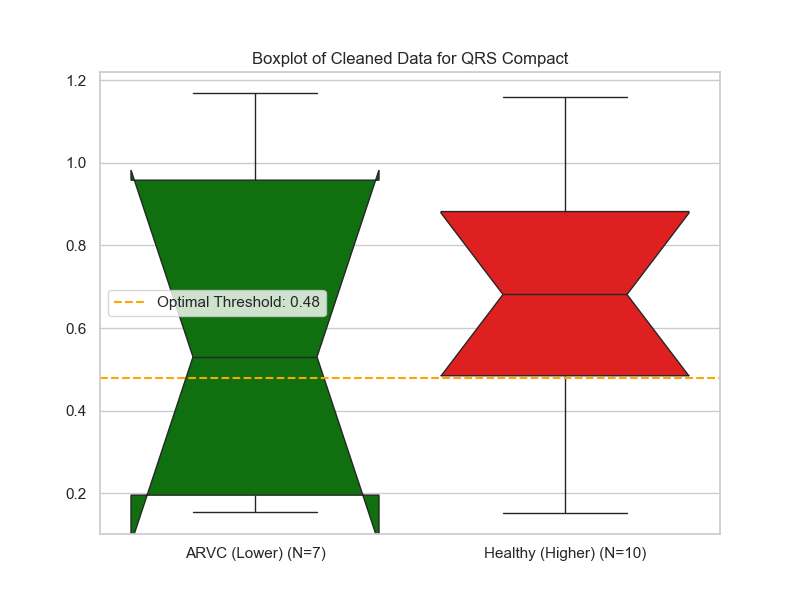 Boxplot of Cleaned Data for QRS Compact
1.2
1.0
0.8
0.6
0.4
0.2
Optimal Threshold: 0.48
ARVC (Lower) (N=7)
Healthy (Higher) (N=10)